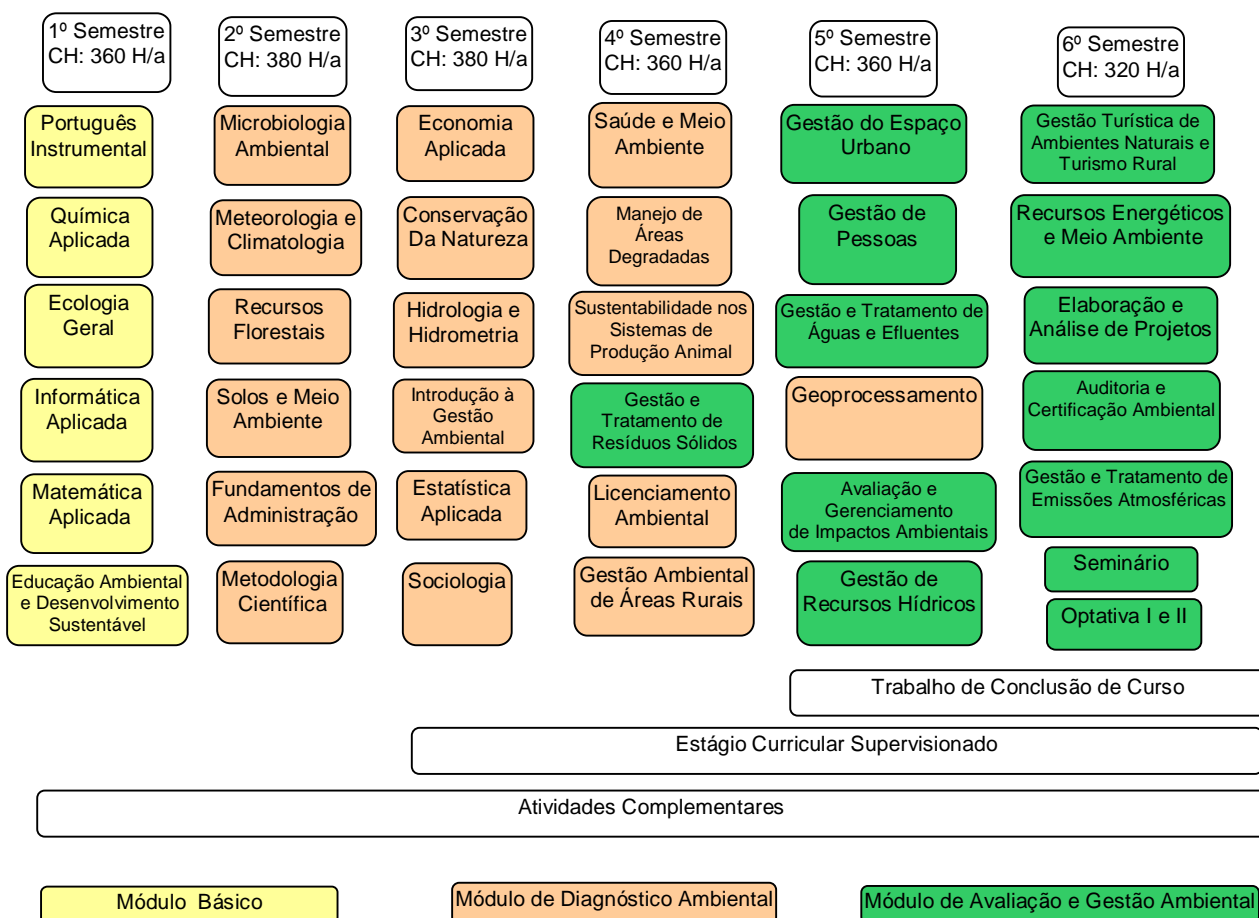 1º Semestre
CH: 360 H/a
2º Semestre
CH: 380 H/a
3º Semestre
CH: 380 H/a
4º Semestre
CH: 360 H/a
5º Semestre
CH: 360 H/a
6º Semestre
CH: 320 H/a
Português
Instrumental
Microbiologia
Ambiental
Economia
Aplicada
Saúde e Meio
Ambiente
Gestão do Espaço
Urbano
Gestão Turística de
Ambientes Naturais e
Turismo Rural
Química
Aplicada
Meteorologia e
Climatologia
Conservação
Da Natureza
Manejo de
Áreas
Degradadas
Gestão de
Pessoas
Recursos Energéticos
e Meio Ambiente
Ecologia
Geral
Recursos
Florestais
Hidrologia e
Hidrometria
Sustentabilidade nos
Sistemas de
Produção Animal
Gestão e Tratamento de
Águas e Efluentes
Elaboração e
Análise de Projetos
Informática
Aplicada
Solos e Meio
Ambiente
Introdução à
Gestão
Ambiental
Gestão e
Tratamento de
Resíduos Sólidos
Geoprocessamento
Auditoria e
Certificação Ambiental
Matemática
Aplicada
Fundamentos de
Administração
Estatística
Aplicada
Licenciamento
Ambiental
Avaliação e
Gerenciamento
de Impactos Ambientais
Gestão e Tratamento de
Emissões Atmosféricas
Educação Ambiental
e Desenvolvimento
Sustentável
Metodologia
Científica
Sociologia
Gestão Ambiental
de Áreas Rurais
Gestão de
Recursos Hídricos
Seminário
Optativa I e II
Trabalho de Conclusão de Curso
Estágio Curricular Supervisionado
Atividades Complementares
Módulo Básico
Módulo de Diagnóstico Ambiental
Módulo de Avaliação e Gestão Ambiental